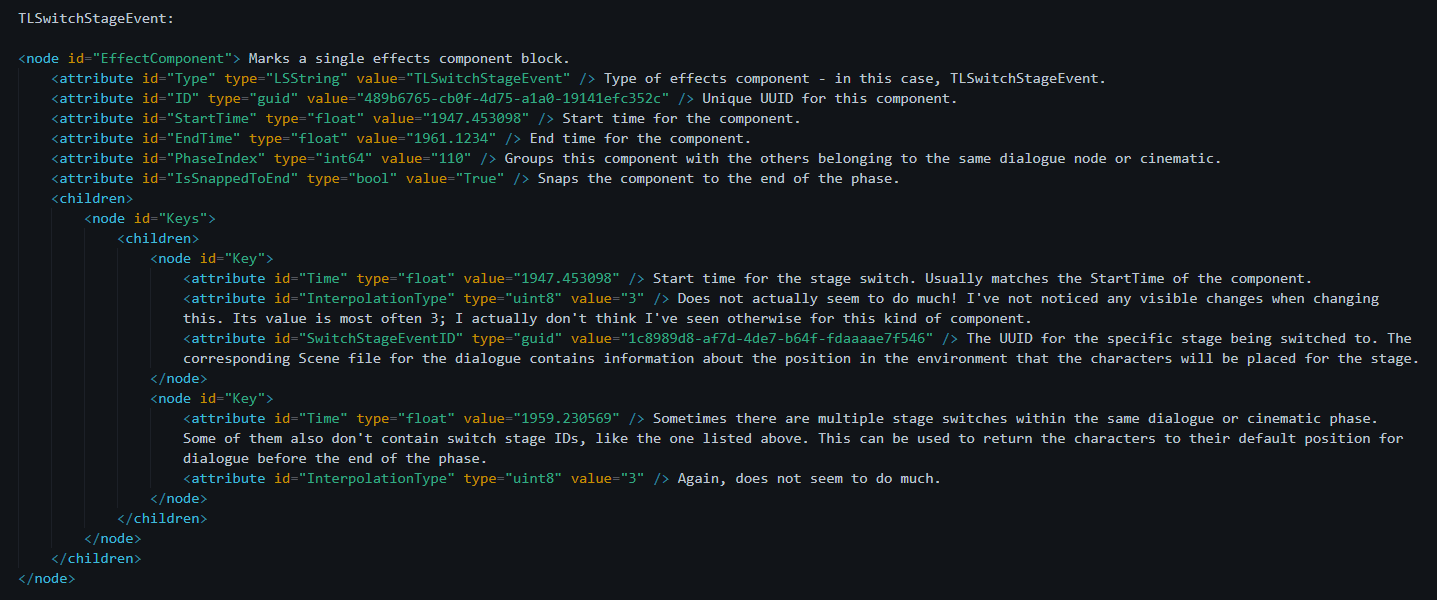 TLSwitchStageEvent:
<node id="EffectComponent"> Marks a single effects component block.
<attribute id="Type" type="LSString" value="TLSwitchStageEvent" /> Type of effects component - in this case, TLSwitchStageEvent.
<attribute id="ID" type="guid" value="489b6765-cb0f-4d75-a1a0-19141efc352c" /> Unique UUID for this component.
<attribute id="StartTime" type="float" value="1947.453098" /> Start time for the component.
<attribute id="EndTime" type="float" value="1961.1234" /> End time for the component.
<attribute id="PhaseIndex" type="int64" value="110" /> Groups this component with the others belonging to the same dialogue node or cinematic.
<attribute id="IsSnappedToEnd" type="bool" value="True" /> Snaps the component to the end of the phase.
<children>
<node id="Keys">
<children>
<node id="Key">
<attribute id="Time" type="float" value="1947.453098" /> Start time for the stage switch. Usually matches the StartTime of the component.
<attribute id="InterpolationType" type="uint8" value="3" /> Does not actually seem to do much! I've not noticed any visible changes when changing
this. Its value is most often 3; I actually don't think I've seen otherwise for this kind of component.
<attribute id="SwitchStageEventID" type="guid" value="1c8989d8-af7d-4de7-b64f-fdaaaae7f546" /> The UUID for the specific stage being switched to. The
corresponding Scene file for the dialogue contains information about the position in the environment that the characters will be placed for the stage.
</node>
<node id="Key">
<attribute id="Time" type="float" value="1959.230569" /> Sometimes there are multiple stage switches within the same dialogue or cinematic phase.
Some of them also don't contain switch stage IDs, like the one listed above. This can be used to return the characters to their default position for
dialogue before the end of the phase.
<attribute id="InterpolationType" type="uint8" value="3" /> Again, does not seem to do much.
</node>
</children>
</node>
</children>
</node>